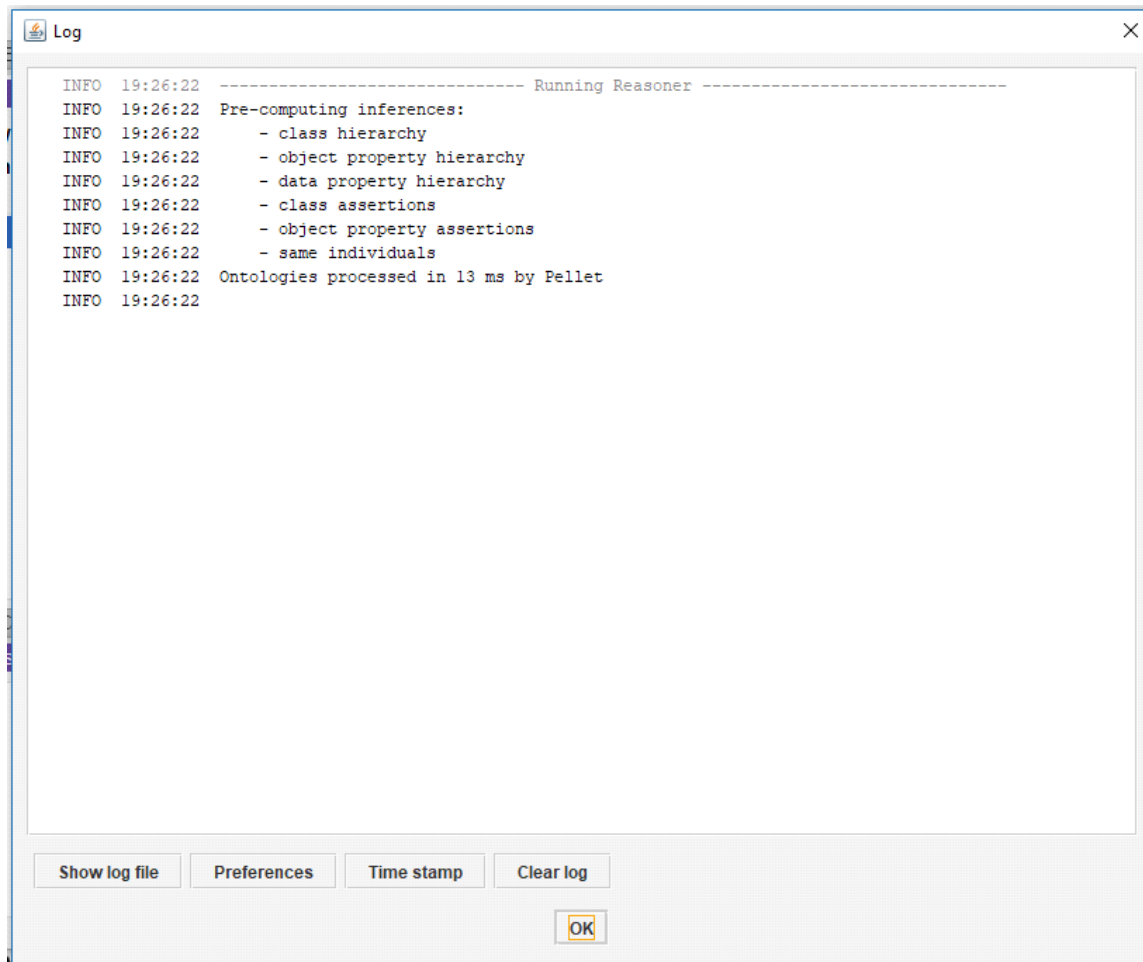 Log
INFO 19:26:22 ------------------------------- Running Reasoner -------------------------------
INFO 19:26:22 Pre-computing inferences:
INFO 19:26:22 - class hierarchy
INFO 19:26:22 - object property hierarchy
INFO 19:26:22 - data property hierarchy
INFO 19:26:22 - class assertions
INFO 19:26:22 - object property assertions
INFO 19:26:22 - same individuals
INFO 19:26:22 Ontologies processed in 13 ms by Pellet
INFO 19:26:22
Show log file Preferences Time stamp Clear log
OK